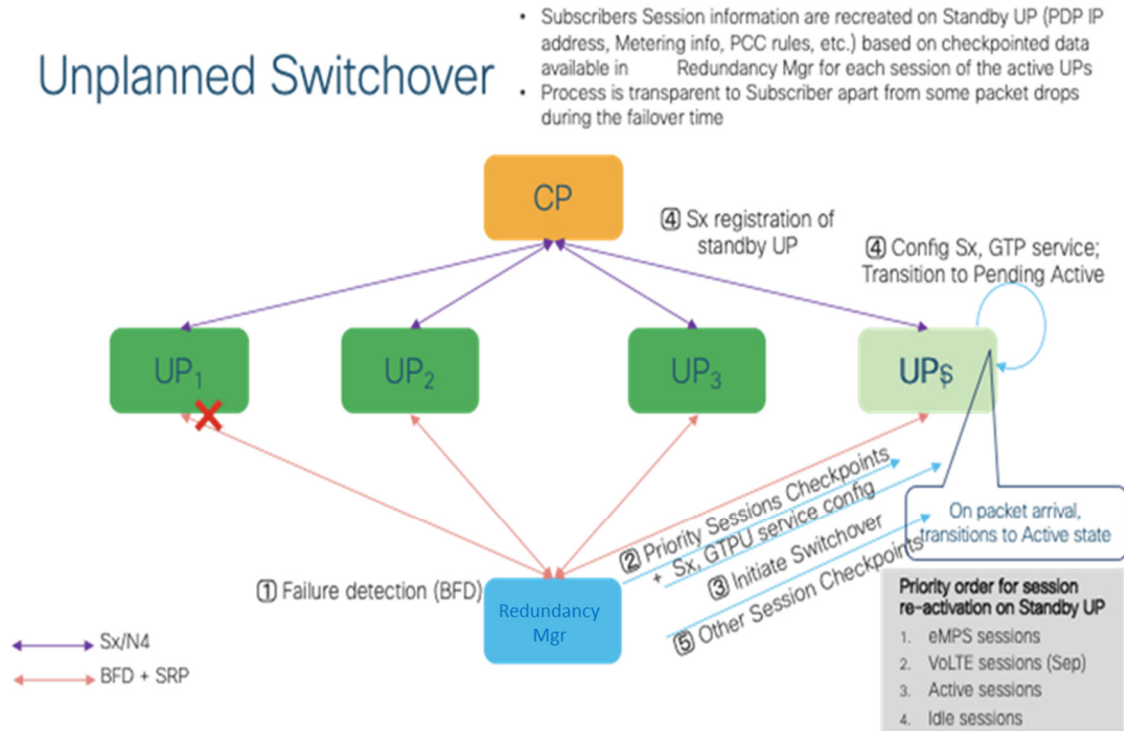 Unplanned Switchover
• Subscribers Session information are recreated on Standby UP (PDP IP
address, Metering info, PCC rules, etc.) based on checkpointed data
available in Redundancy Mgr for each session of the active UPs
• Process is transparent to Subscriber apart from some packet drops
during the failover time
CP
④ Sx registration of
standby UP
④ Config Sx, GTP service;
Transition to Pending Active
UP₁
UP₂
UP₃
UPS
② Priority Sessions Checkpoints
+ Sx, GTPU service config
③ Initiate Switchover
⑤ Other Session Checkpoints
On packet arrival,
transitions to Active state
① Failure detection (BFD)
Redundancy
Mgr
Sx/N4
BFD + SRP
Priority order for session
re-activation on Standby UP
1. eMPS sessions
2. VoLTE sessions (Sep)
3. Active sessions
4. Idle sessions